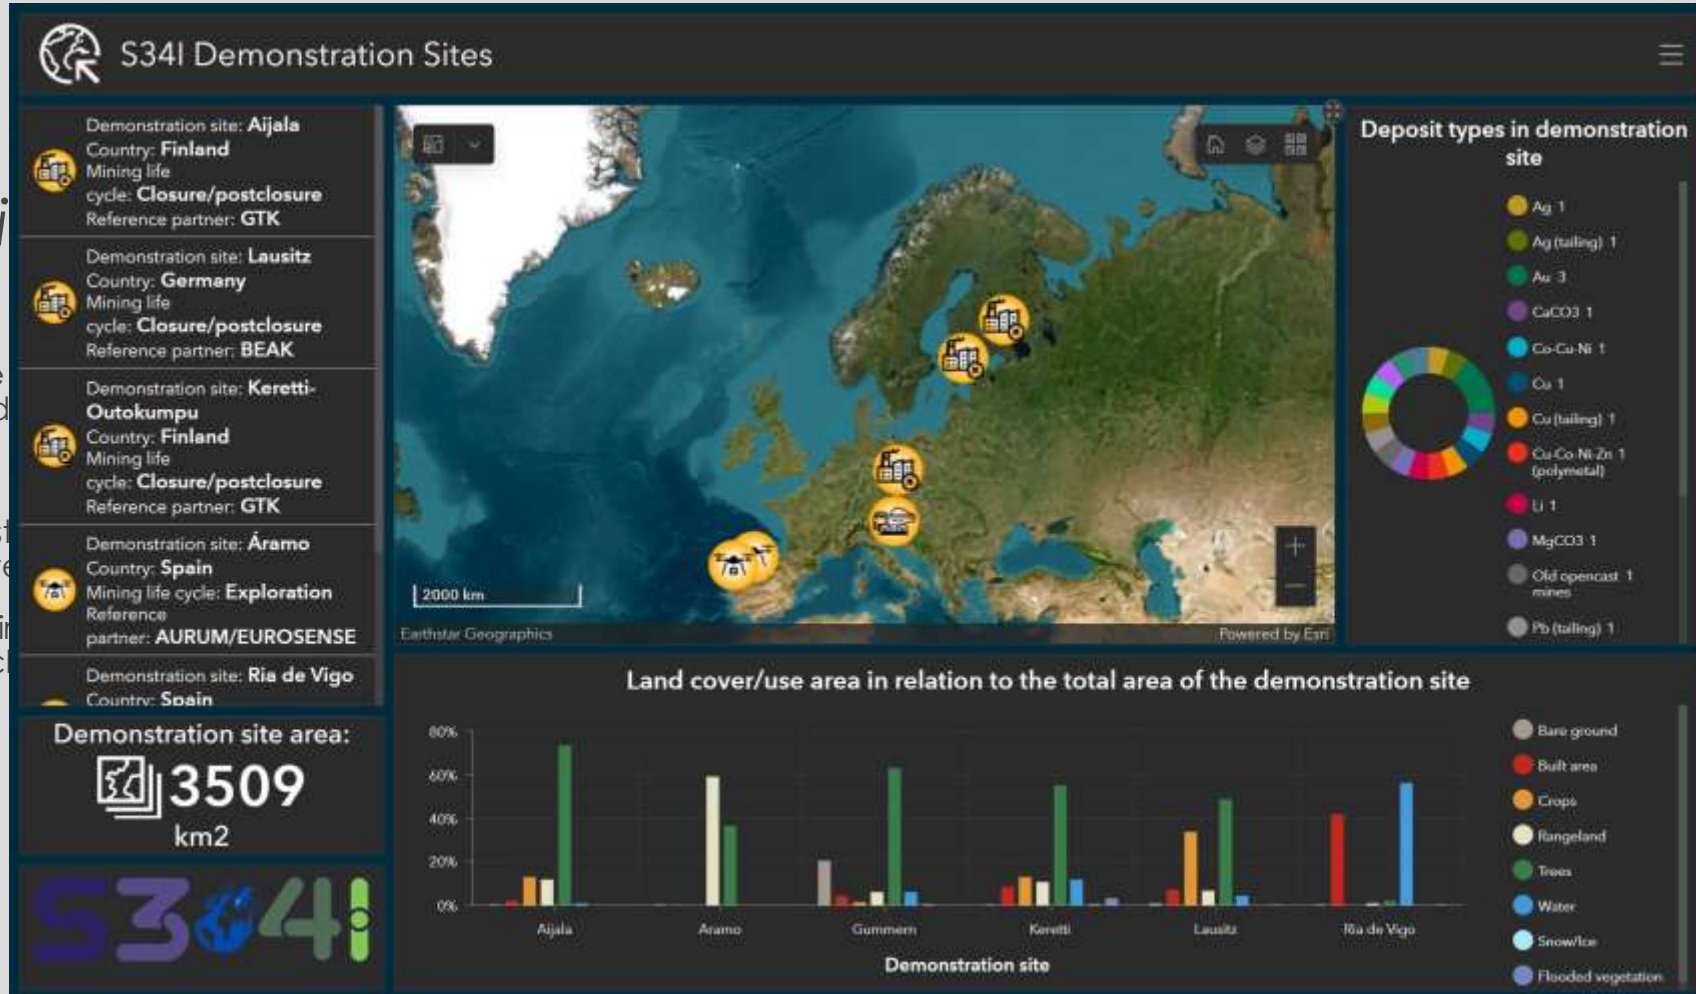 S34I Demonstration Sites
Demonstration site: Aijala
Country: Finland
Mining life
cycle: Closure/postclosure
Reference partner: GTK
Demonstration site: Lausitz
Country: Germany
Mining life
cycle: Closure/postclosure
Reference partner: BEAK
Demonstration site: Keretti-
Outokumpu
Country: Finland
Mining life
cycle: Closure/postclosure
Reference partner: GTK
Demonstration site: Áramo
Country: Spain
Mining life cycle: Exploration
Reference
partner: AURUM/EUROSENSE
Demonstration site: Ria de Vigo
Country: Spain
Demonstration site area:
3509
km2
S34I
2000 km
Earthstar Geographics
Powered by Esri
Deposit types in demonstration
site
Ag 1
Ag (tailing) 1
Au 3
CaCO3 1
Co-Cu-Ni 1
Cu 1
Cu (tailing) 1
Cu-Co-Ni-Zn 1
(polymetal)
Li 1
MgCO3 1
Old opencast 1
mines
Pb (tailing) 1
Land cover/use area in relation to the total area of the demonstration site
80%
60%
40%
20%
0%
Aijala
Aramo
Gummern
Keretti
Lausitz
Ria de Vigo
Demonstration site
Bare ground
Built area
Crops
Rangeland
Trees
Water
Snow/Ice
Flooded vegetation